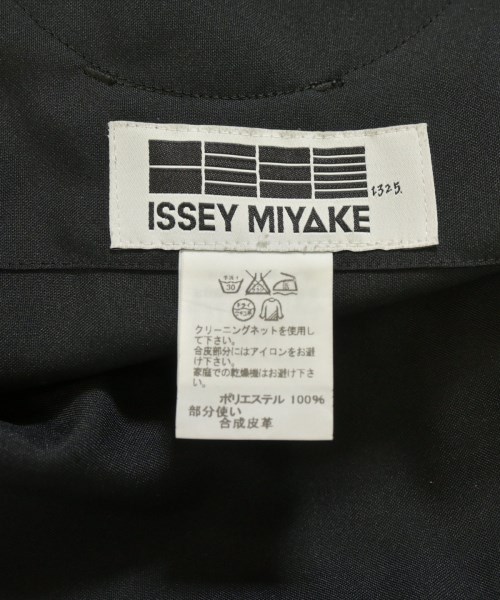 132 5.
ISSEY MIYAKE
30
クリーニングネットを使用し
て下さい。
合皮部分にはアイロンをお避
け下さい。
家庭での乾燥機はお避け下さ
い。
ポリエステル 100%
部分使い
合成皮革